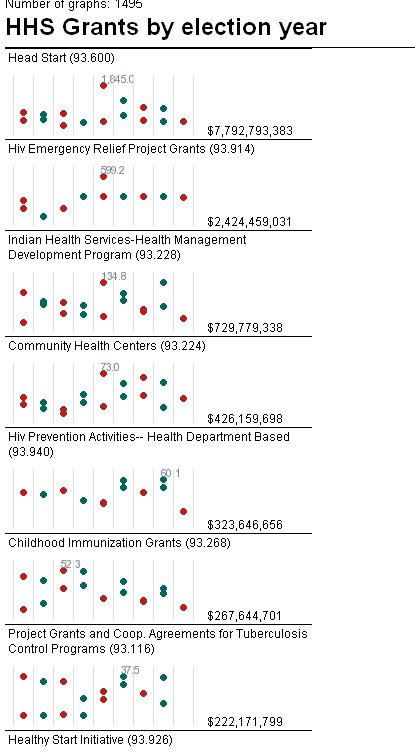 Number of graphs: 1495
HHS Grants by election year
Head Start (93.600)
1,845.0
$7,792,793,383
Hiv Emergency Relief Project Grants (93.914)
599.2
$2,424,459,031
Indian Health Services-Health Management
Development Program (93.228)
134.8
$729,779,338
Community Health Centers (93.224)
73.0
$426,159,698
Hiv Prevention Activities-- Health Department Based
(93.940)
60.1
$323,646,656
Childhood Immunization Grants (93.268)
52.3
$267,644,701
Project Grants and Coop. Agreements for Tuberculosis
Control Programs (93.116)
37.5
$222,171,799
Healthy Start Initiative (93.926)